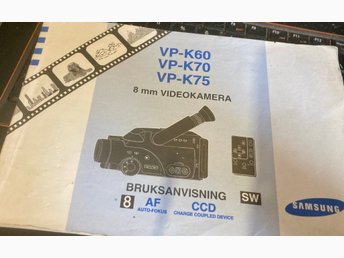 VP-K60
VP-K70
VP-K75
8 mm VIDEOKAMERA
BRUKSANVISNING
8 AF CCD SW
AUTO-FOKUS CHANGE COUPLED DEVICE
SAMSUNG